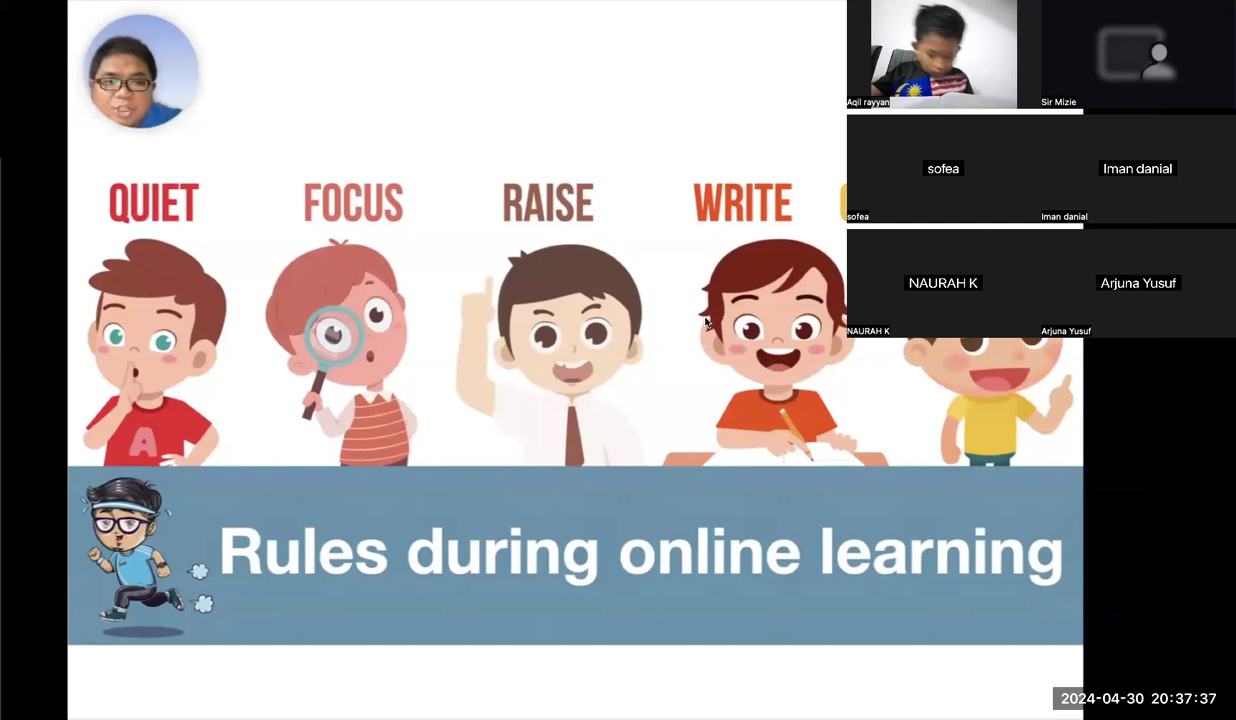 QUIET
FOCUS
RAISE
WRITE
A
Rules during online learning
Aqil rayyan
Sir Mizie
sofea
Iman danial
sofea
Iman danial
NAURAH K
Arjuna Yusuf
NAURAH K
Arjuna Yusuf
2024-04-30 20:37:37